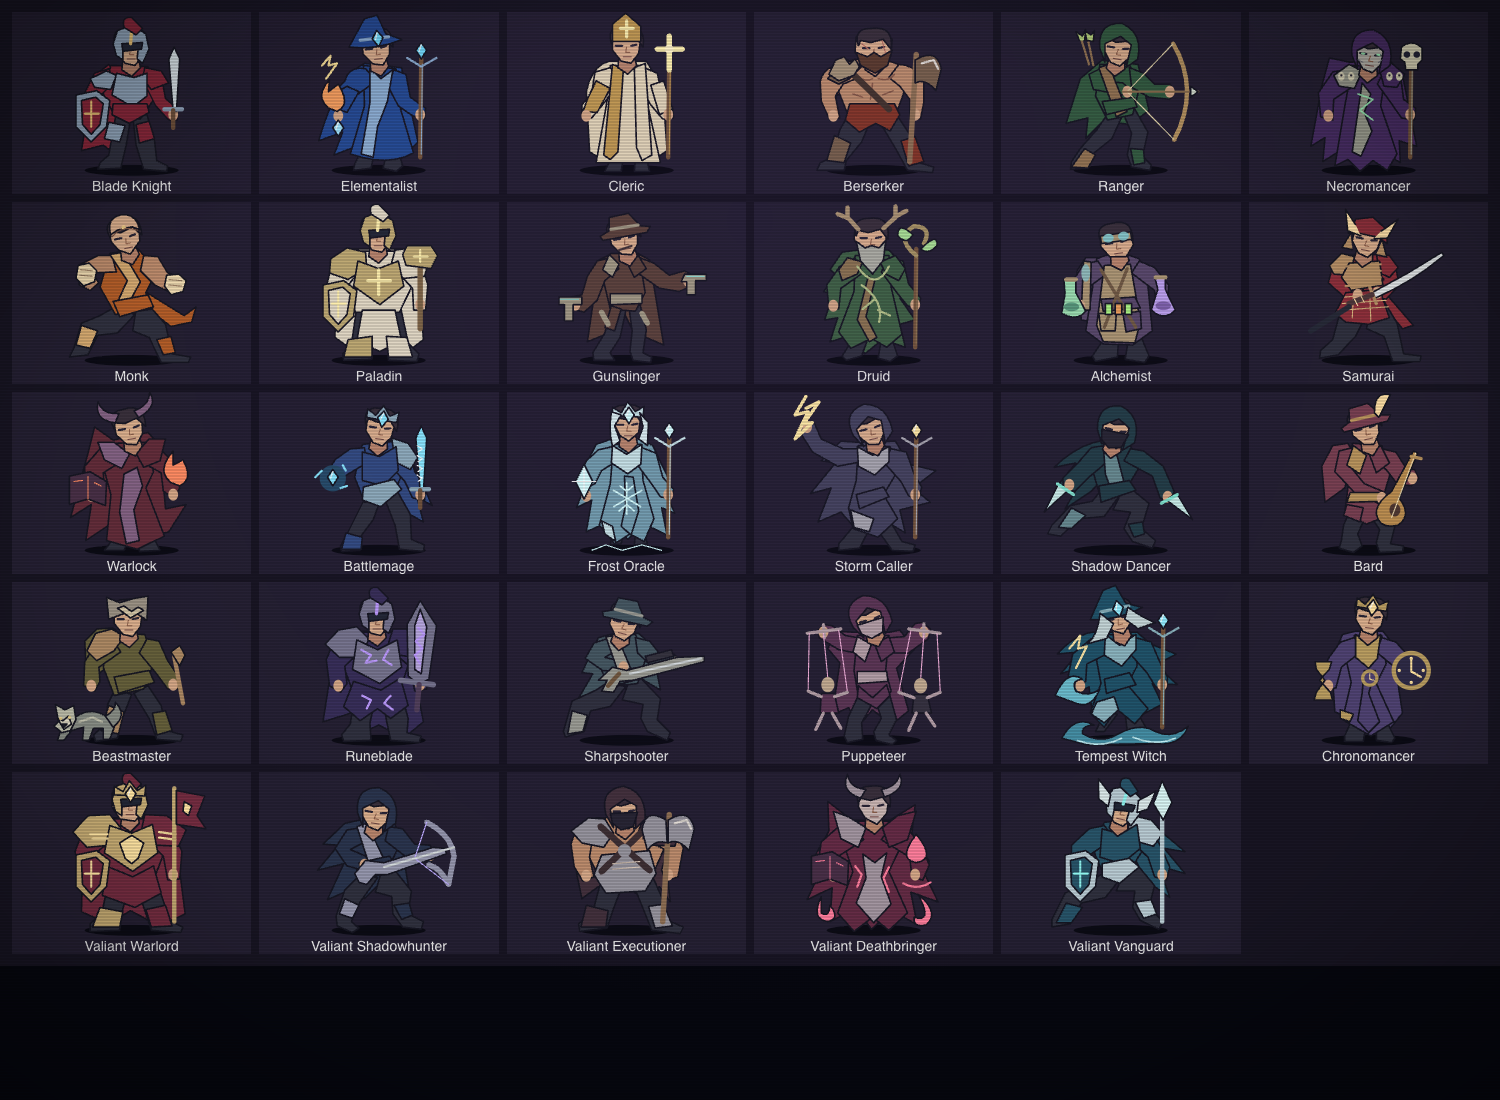 Blade Knight
Elementalist
Cleric
Berserker
Ranger
Necromancer
Monk
Paladin
Gunslinger
Druid
Alchemist
Samurai
Warlock
Battlemage
Frost Oracle
Storm Caller
Shadow Dancer
Bard
Beastmaster
Runeblade
Sharpshooter
Puppeteer
Tempest Witch
Chronomancer
Valiant Warlord
Valiant Shadowhunter
Valiant Executioner
Valiant Deathbringer
Valiant Vanguard